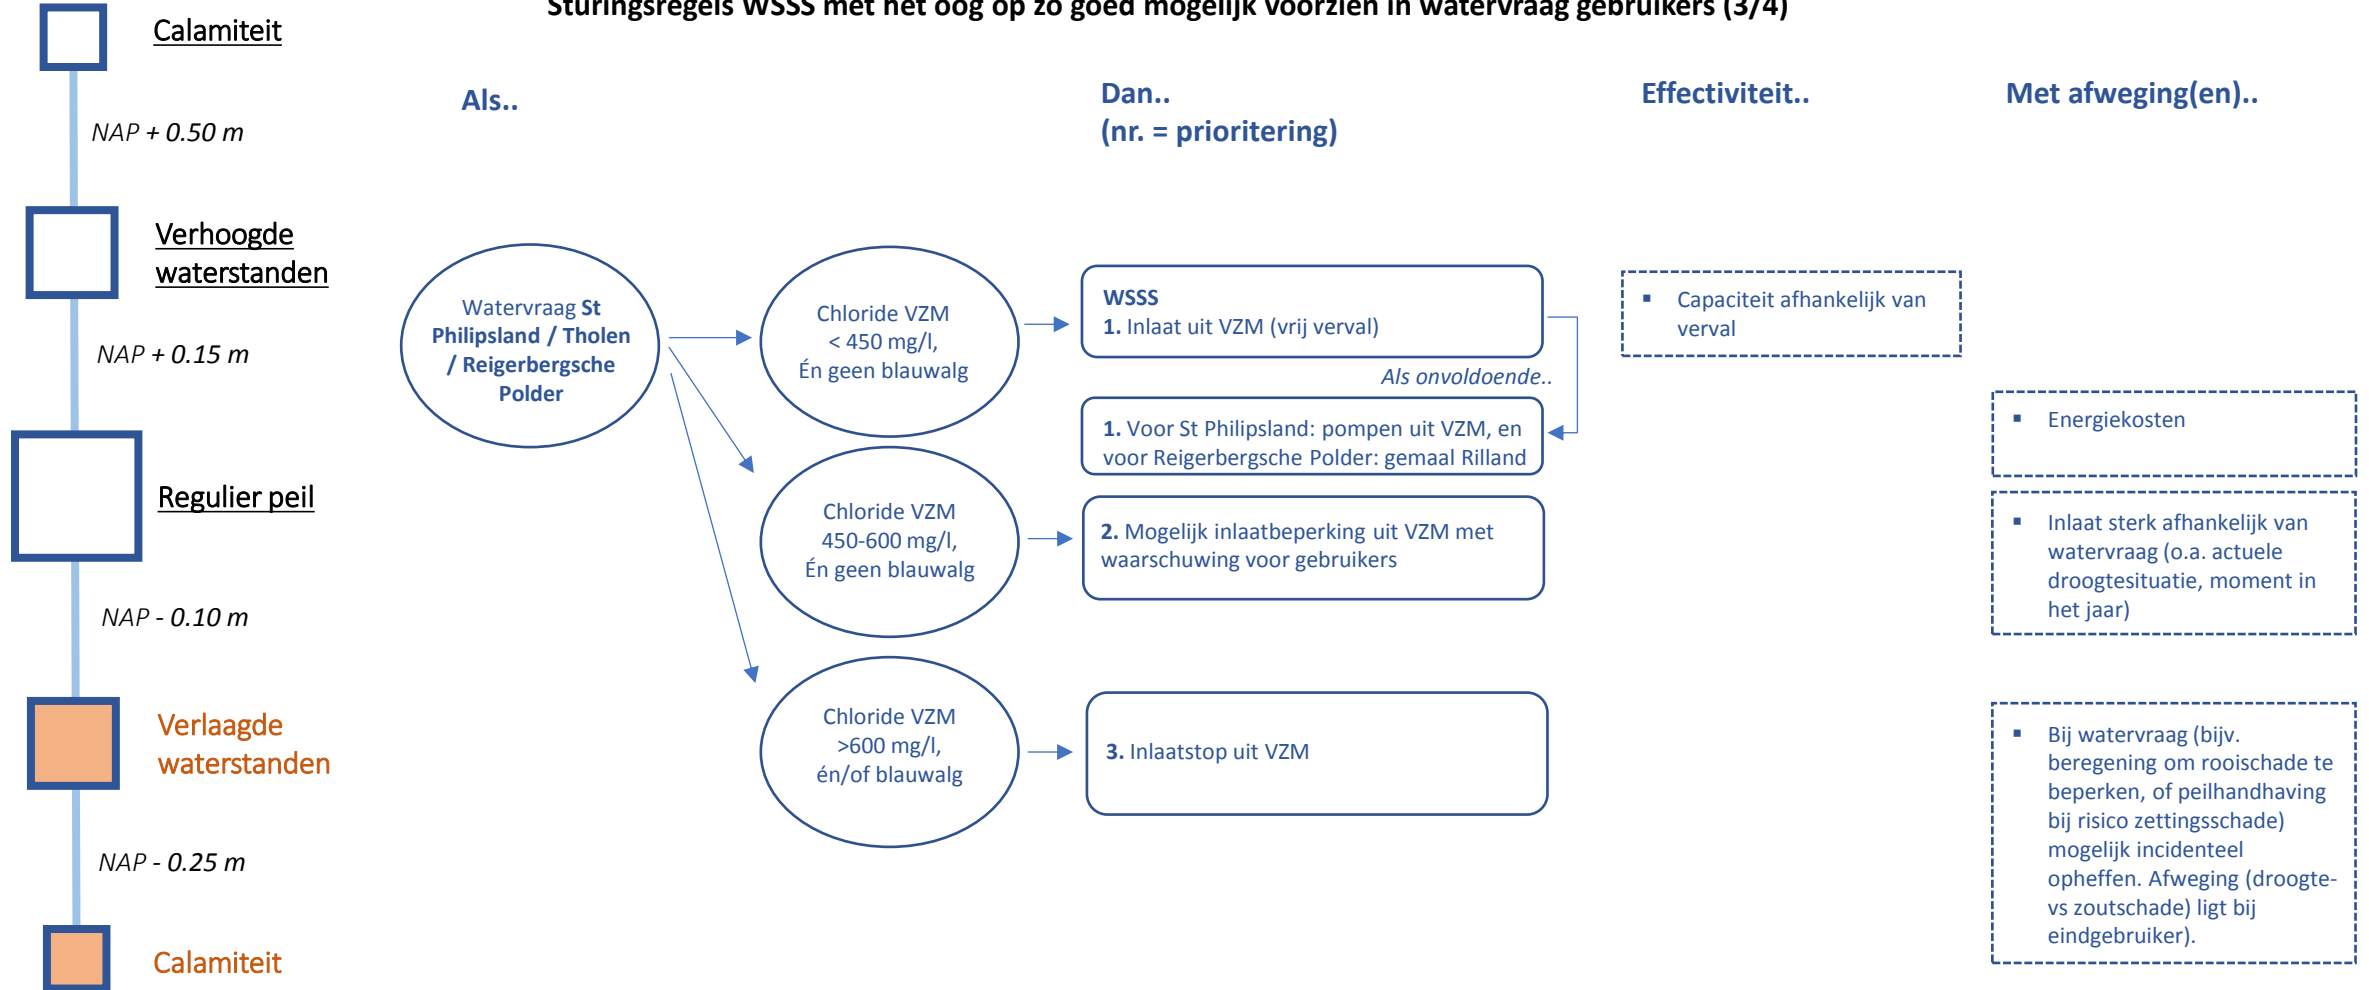 Sturingsregels WSSS met het oog op zo goed mogelijk voorzien in watervraag gebruikers (3/4)
Calamiteit
NAP + 0.50 m
Verhoogde
waterstanden
NAP + 0.15 m
Regulier peil
NAP - 0.10 m
Verlaagde
waterstanden
NAP - 0.25 m
Calamiteit
Als..
Dan..
(nr. = prioritering)
Effectiviteit..
Met afweging(en)..
Watervraag St
Philipsland / Tholen
/ Reigerbergsche
Polder
Chloride VZM
< 450 mg/l,
Én geen blauwalg
WSSS
1. Inlaat uit VZM (vrij verval)
▪ Capaciteit afhankelijk van
verval
Als onvoldoende..
1. Voor St Philipsland: pompen uit VZM, en
voor Reigerbergsche Polder: gemaal Rilland
▪ Energiekosten
Chloride VZM
450-600 mg/l,
Én geen blauwalg
2. Mogelijk inlaatbeperking uit VZM met
waarschuwing voor gebruikers
▪ Inlaat sterk afhankelijk van
watervraag (o.a. actuele
droogtesituatie, moment in
het jaar)
Chloride VZM
>600 mg/l,
én/of blauwalg
3. Inlaatstop uit VZM
▪ Bij watervraag (bijv.
beregening om rooischade te
beperken, of peilhandhaving
bij risico zettingsschade)
mogelijk incidenteel
opheffen. Afweging (droogte-
vs zoutschade) ligt bij
eindgebruiker).